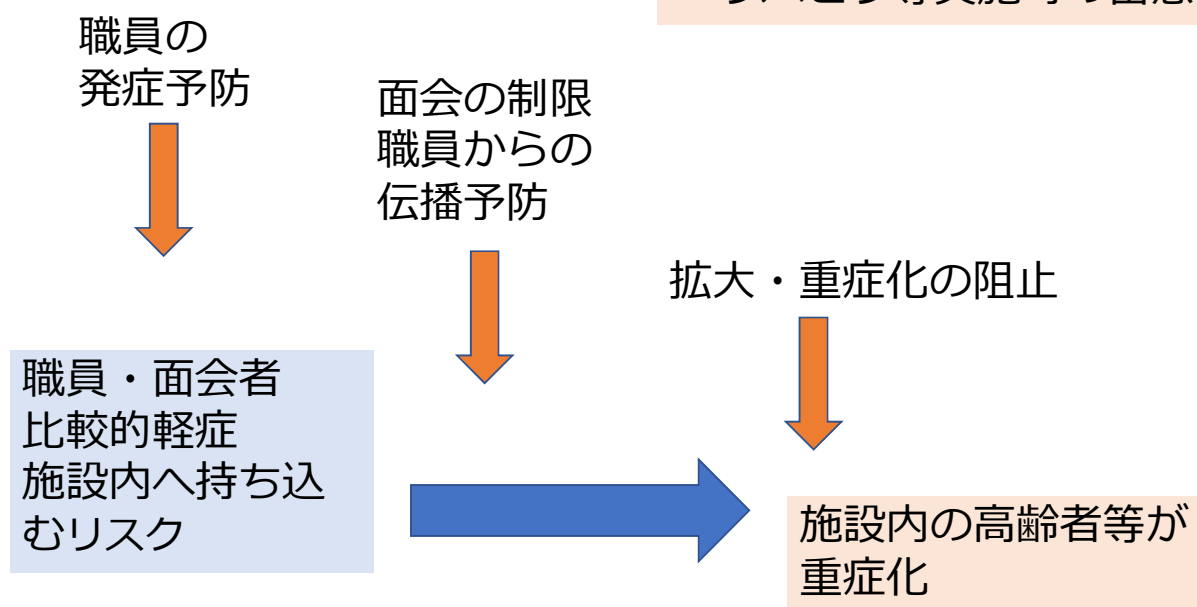 職員の
発症予防
面会の制限
職員からの
伝播予防
拡大・重症化の阻止
職員・面会者
比較的軽症
施設内へ持ち込
むリスク
施設内の高齢者等が
重症化